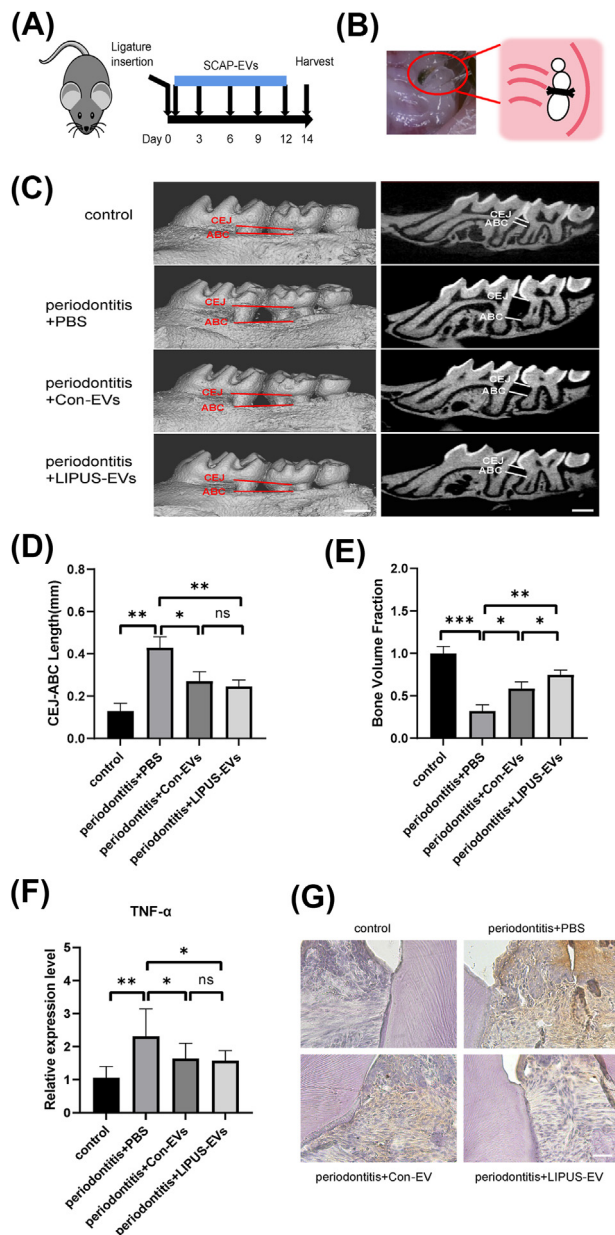 (A)
Ligature
insertion
SCAP-EVs
Harvest
Day 0 3 6 9 12 14
(B)
(C)
control
CEJ
ABC
CEJ
ABC
periodontitis
+PBS
CEJ
ABC
CEJ
ABC
periodontitis
+Con-EVs
CEJ
ABC
CEJ
ABC
periodontitis
+LIPUS-EVs
CEJ
ABC
CEJ
ABC
(D)
CEJ-ABC Length(mm)
0.8
0.6
0.4
0.2
0.0
**
** * ns
control
periodontitis+PBS
periodontitis+Con-EVs
periodontitis+LIPUS-EVs
(E)
Bone Volume Fraction
2.0
1.5
1.0
0.5
0.0
**
*** * *
control
periodontitis+PBS
periodontitis+Con-EVs
periodontitis+LIPUS-EVs
(F)
TNF-α
Relative expression level
5
4
3
2
1
0
*
** * ns
control
periodontitis+PBS
periodontitis+Con-EVs
periodontitis+LIPUS-EVs
(G)
control
periodontitis+PBS
periodontitis+Con-EV
periodontitis+LIPUS-EV